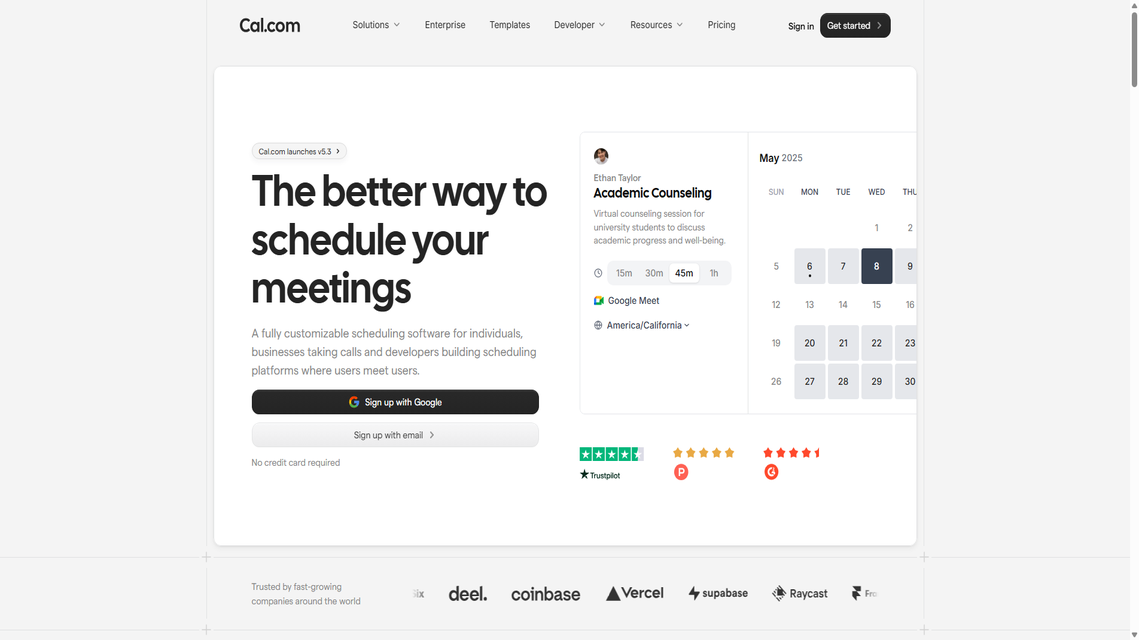 Cal.com
Solutions
Enterprise
Templates
Developer
Resources
Pricing
Sign in
Get started
Cal.com launches v5.3
The better way to
schedule your
meetings
A fully customizable scheduling software for individuals,
businesses taking calls and developers building scheduling
platforms where users meet users.
Sign up with Google
Sign up with email
No credit card required
Ethan Taylor
Academic Counseling
Virtual counseling session for
university students to discuss
academic progress and well-being.
15m 30m 45m 1h
Google Meet
America/California
May 2025
SUN MON TUE WED THU
1 2
5 6 7 8 9
12 13 14 15 16
19 20 21 22 23
26 27 28 29 30
Trustpilot
P
G
Trusted by fast-growing
companies around the world
deel.
coinbase
Vercel
supabase
Raycast